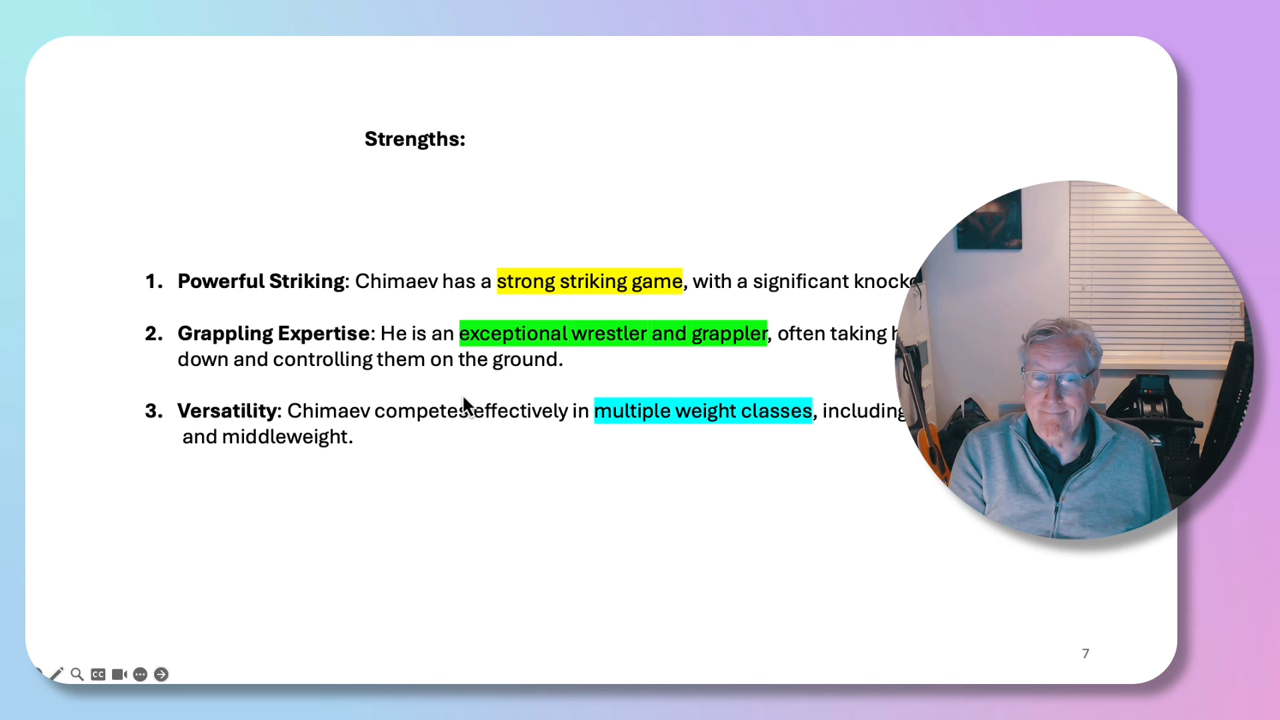 Strengths:
1. Powerful Striking: Chimaev has a strong striking game, with a significant
2. Grappling Expertise: He is an exceptional wrestler and grappler, often taking
down and controlling them on the ground.
3. Versatility: Chimaev competes effectively in multiple weight classes, including
and middleweight.
7
CC